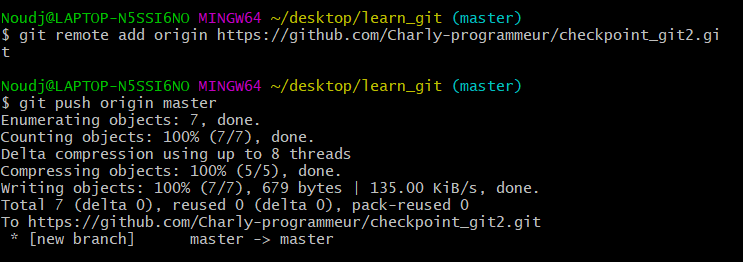 Noudj@LAPTOP-N5SSI6NO MINGW64 ~/desktop/learn_git (master)
$ git remote add origin https://github.com/Charly-programmeur/checkpoint_git2.gi
t
Noudj@LAPTOP-N5SSI6NO MINGW64 ~/desktop/learn_git (master)
$ git push origin master
Enumerating objects: 7, done.
Counting objects: 100% (7/7), done.
Delta compression using up to 8 threads
Compressing objects: 100% (5/5), done.
Writing objects: 100% (7/7), 679 bytes | 135.00 KiB/s, done.
Total 7 (delta 0), reused 0 (delta 0), pack-reused 0
To https://github.com/Charly-programmeur/checkpoint_git2.git
 * [new branch]      master -> master